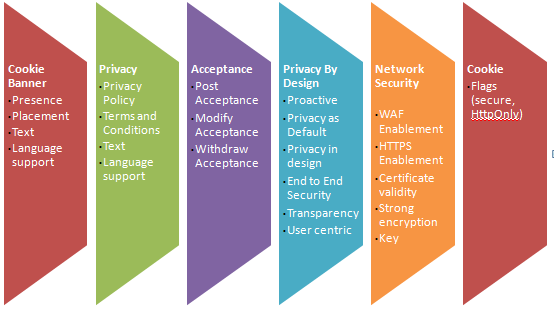 Cookie
Banner
·Presence
·Placement
·Text
·Language
support
Privacy
·Privacy
Policy
·Terms and
Conditions
·Text
·Language
support
Acceptance
·Post
Acceptance
·Modify
Acceptance
·Withdraw
Acceptance
Privacy By
Design
·Proactive
·Privacy as
Default
·Privacy in
design
·End to End
Security
·Transparency
·User centric
Network
Security
·WAF
Enablement
·HTTPS
Enablement
·Certificate
validity
·Strong
encryption
·Key
Cookie
·Flags
(secure,
HttpOnly)